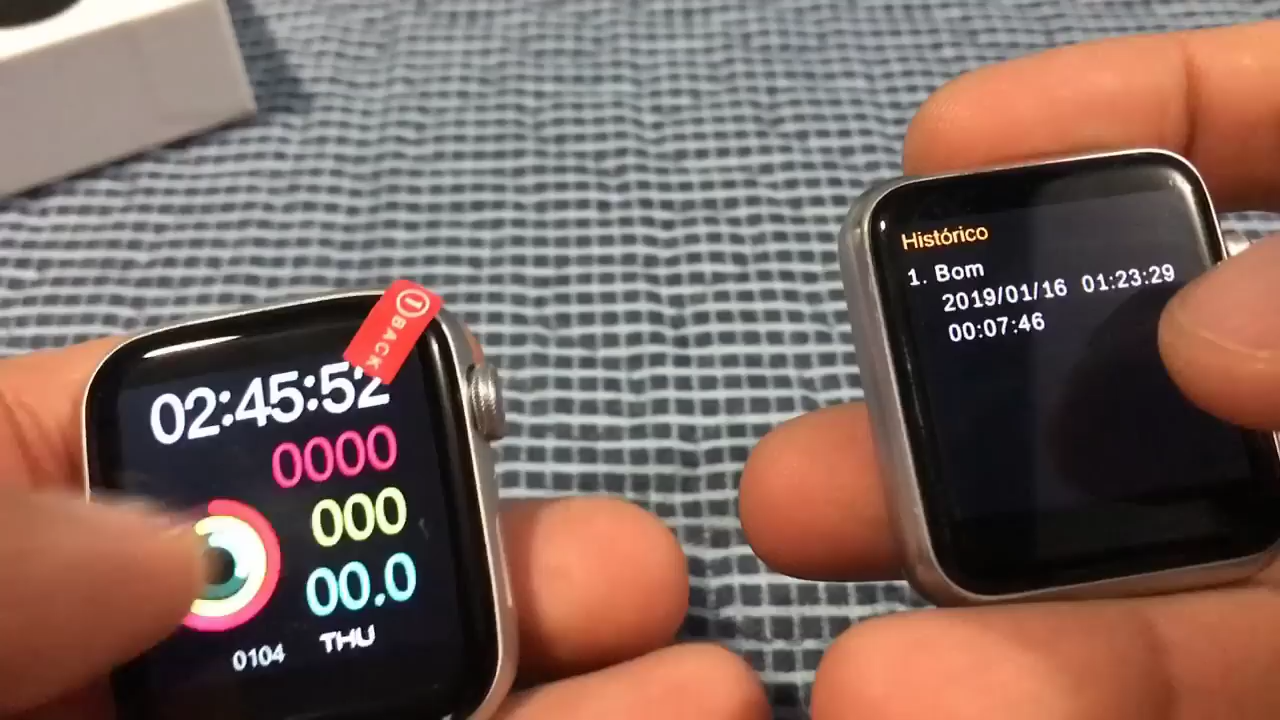 02:45:52
0000
000
00.0
0104 THU
① BACK
Histórico
1. Bom
2019/01/16 01:23:29
00:07:46